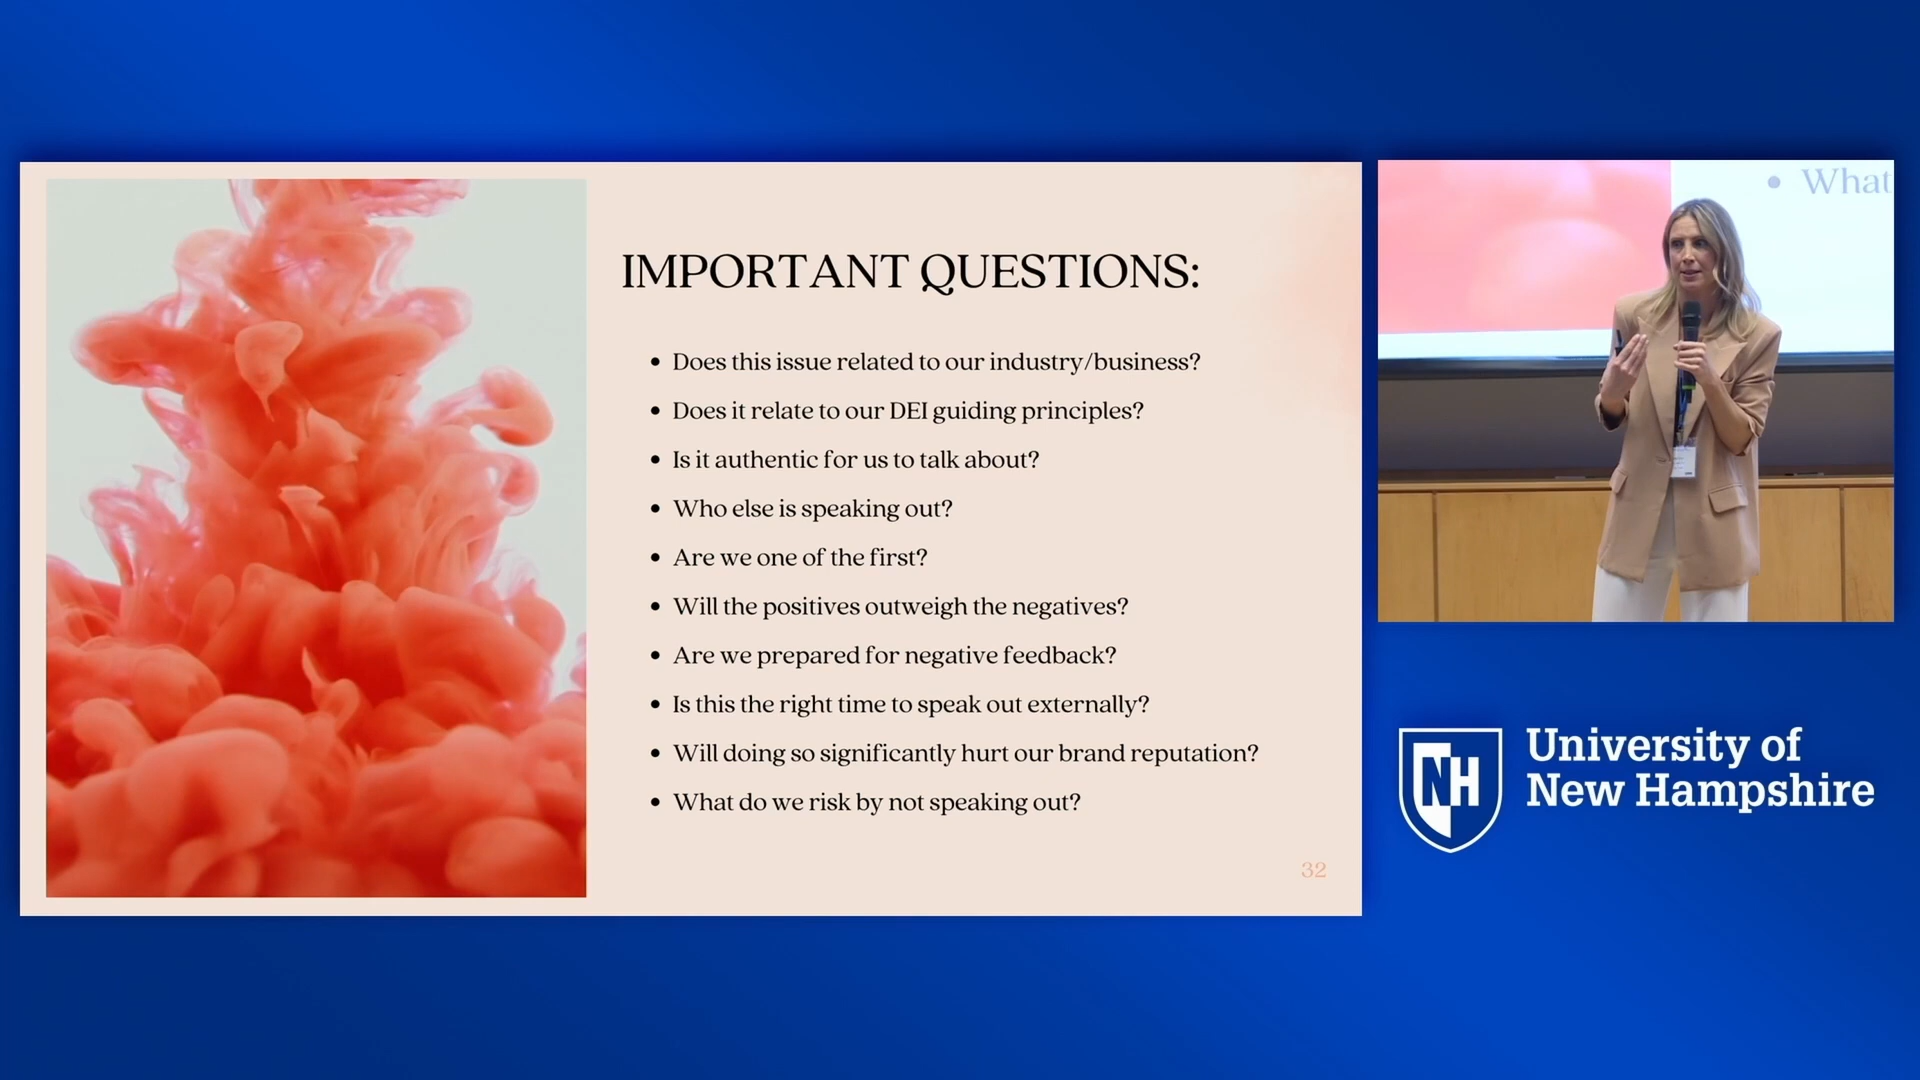 IMPORTANT QUESTIONS:
• Does this issue related to our industry/business?
• Does it relate to our DEI guiding principles?
• Is it authentic for us to talk about?
• Who else is speaking out?
• Are we one of the first?
• Will the positives outweigh the negatives?
• Are we prepared for negative feedback?
• Is this the right time to speak out externally?
• Will doing so significantly hurt our brand reputation?
• What do we risk by not speaking out?
32
• What
NH
University of
New Hampshire